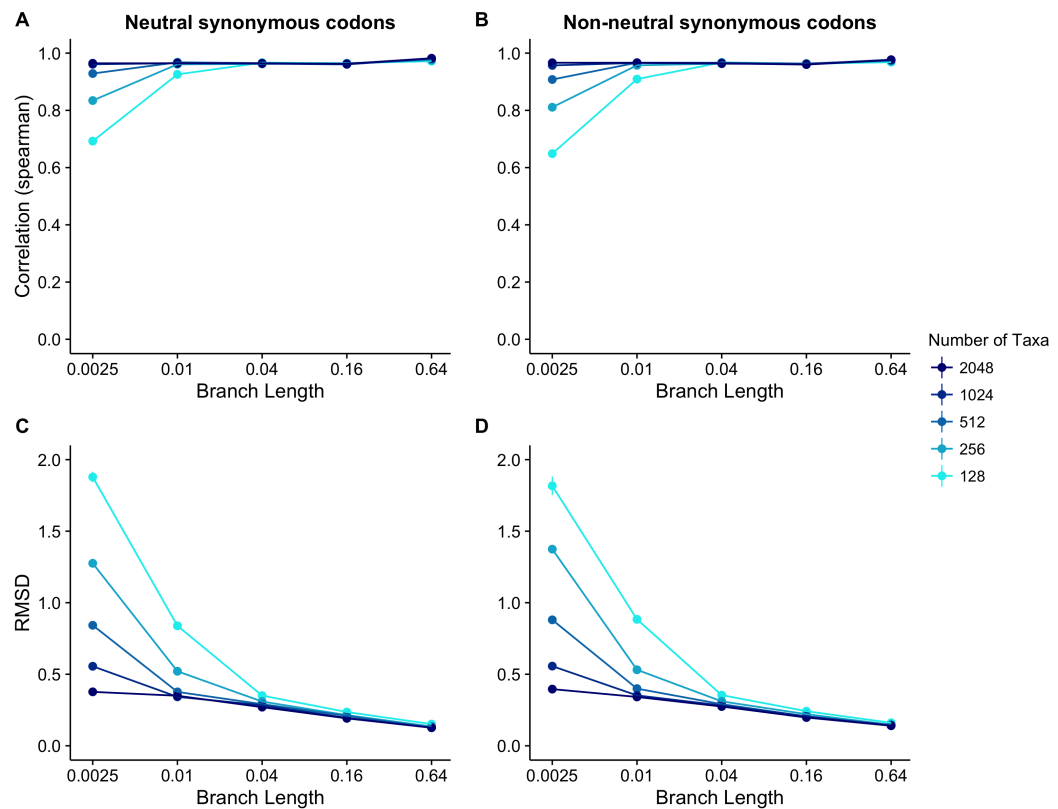 A
Neutral synonymous codons
1.0
0.8
0.6
0.4
0.2
0.0
Correlation (spearman)
0.0025 0.01 0.04 0.16 0.64
Branch Length
B
Non-neutral synonymous codons
1.0
0.8
0.6
0.4
0.2
0.0
0.0025 0.01 0.04 0.16 0.64
Branch Length
Number of Taxa
2048
1024
512
256
128
C
2.0
1.5
1.0
0.5
0.0
RMSD
0.0025 0.01 0.04 0.16 0.64
Branch Length
D
2.0
1.5
1.0
0.5
0.0
0.0025 0.01 0.04 0.16 0.64
Branch Length